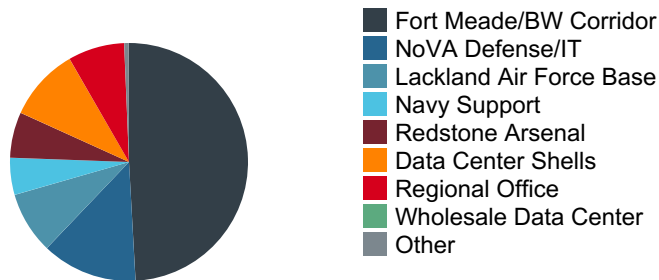 Fort Meade/BW Corridor
NoVA Defense/IT
Lackland Air Force Base
Navy Support
Redstone Arsenal
Data Center Shells
Regional Office
Wholesale Data Center
Other